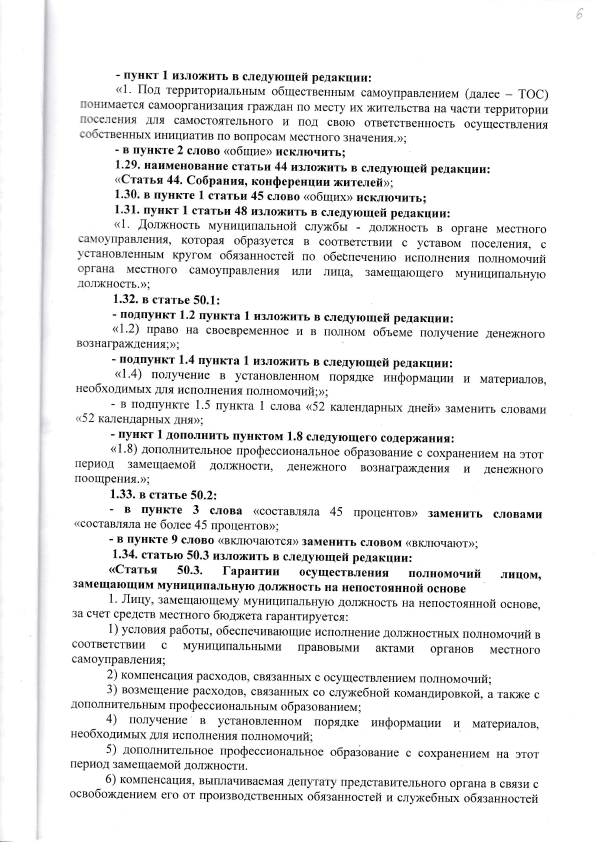 6
- пункт 1 изложить в следующей редакции:
«1. Под территориальным общественным самоуправлением (далее – ТОС)
понимается самоорганизация граждан по месту их жительства на части территории
поселения для самостоятельного и под свою ответственность осуществления
собственных инициатив по вопросам местного значения.»;
- в пункте 2 слово «общие» исключить;
1.29. наименование статьи 44 изложить в следующей редакции:
«Статья 44. Собрания, конференции жителей»;
1.30. в пункте 1 статьи 45 слово «общих» исключить;
1.31. пункт 1 статьи 48 изложить в следующей редакции:
«1. Должность муниципальной службы - должность в органе местного
самоуправления, которая образуется в соответствии с уставом поселения, с
установленным кругом обязанностей по обеспечению исполнения полномочий
органа местного самоуправления или лица, замещающего муниципальную
должность.»;
1.32. в статье 50.1:
- подпункт 1.2 пункта 1 изложить в следующей редакции:
«1.2) право на своевременное и в полном объеме получение денежного
вознаграждения;»;
- подпункт 1.4 пункта 1 изложить в следующей редакции:
«1.4) получение в установленном порядке информации и материалов,
необходимых для исполнения полномочий;»;
- в подпункте 1.5 пункта 1 слова «52 календарных дней» заменить словами
«52 календарных дня»;
- пункт 1 дополнить пунктом 1.8 следующего содержания:
«1.8) дополнительное профессиональное образование с сохранением на этот
период замещаемой должности, денежного вознаграждения и денежного
поощрения.»;
1.33. в статье 50.2:
- в пункте 3 слова «составляла 45 процентов» заменить словами
«составляла не более 45 процентов»;
- в пункте 9 слово «включаются» заменить словом «включают»;
1.34. статью 50.3 изложить в следующей редакции:
«Статья 50.3. Гарантии осуществления полномочий лицом,
замещающим муниципальную должность на непостоянной основе
1. Лицу, замещающему муниципальную должность на непостоянной основе,
за счет средств местного бюджета гарантируется:
1) условия работы, обеспечивающие исполнение должностных полномочий в
соответствии с муниципальными правовыми актами органов местного
самоуправления;
2) компенсация расходов, связанных с осуществлением полномочий;
3) возмещение расходов, связанных со служебной командировкой, а также с
дополнительным профессиональным образованием;
4) получение в установленном порядке информации и материалов,
необходимых для исполнения полномочий;
5) дополнительное профессиональное образование с сохранением на этот
период замещаемой должности.
6) компенсация, выплачиваемая депутату представительного органа в связи с
освобождением его от производственных обязанностей и служебных обязанностей